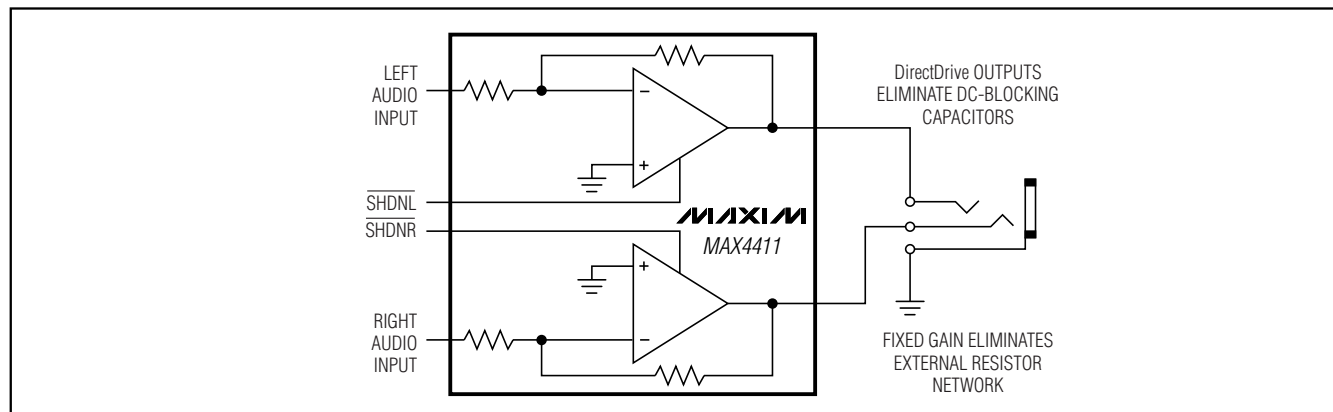 LEFT
AUDIO
INPUT
−
+
SHDNL
SHDNR
MAXIM
MAX4411
+
−
RIGHT
AUDIO
INPUT
DirectDrive OUTPUTS
ELIMINATE DC-BLOCKING
CAPACITORS
FIXED GAIN ELIMINATES
EXTERNAL RESISTOR
NETWORK